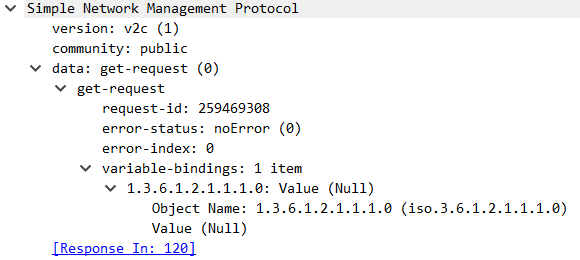 Simple Network Management Protocol
version: v2c (1)
community: public
data: get-request (0)
get-request
request-id: 259469308
error-status: noError (0)
error-index: 0
variable-bindings: 1 item
1.3.6.1.2.1.1.1.0: Value (Null)
Object Name: 1.3.6.1.2.1.1.1.0 (iso.3.6.1.2.1.1.1.0)
Value (Null)
[Response In: 120]